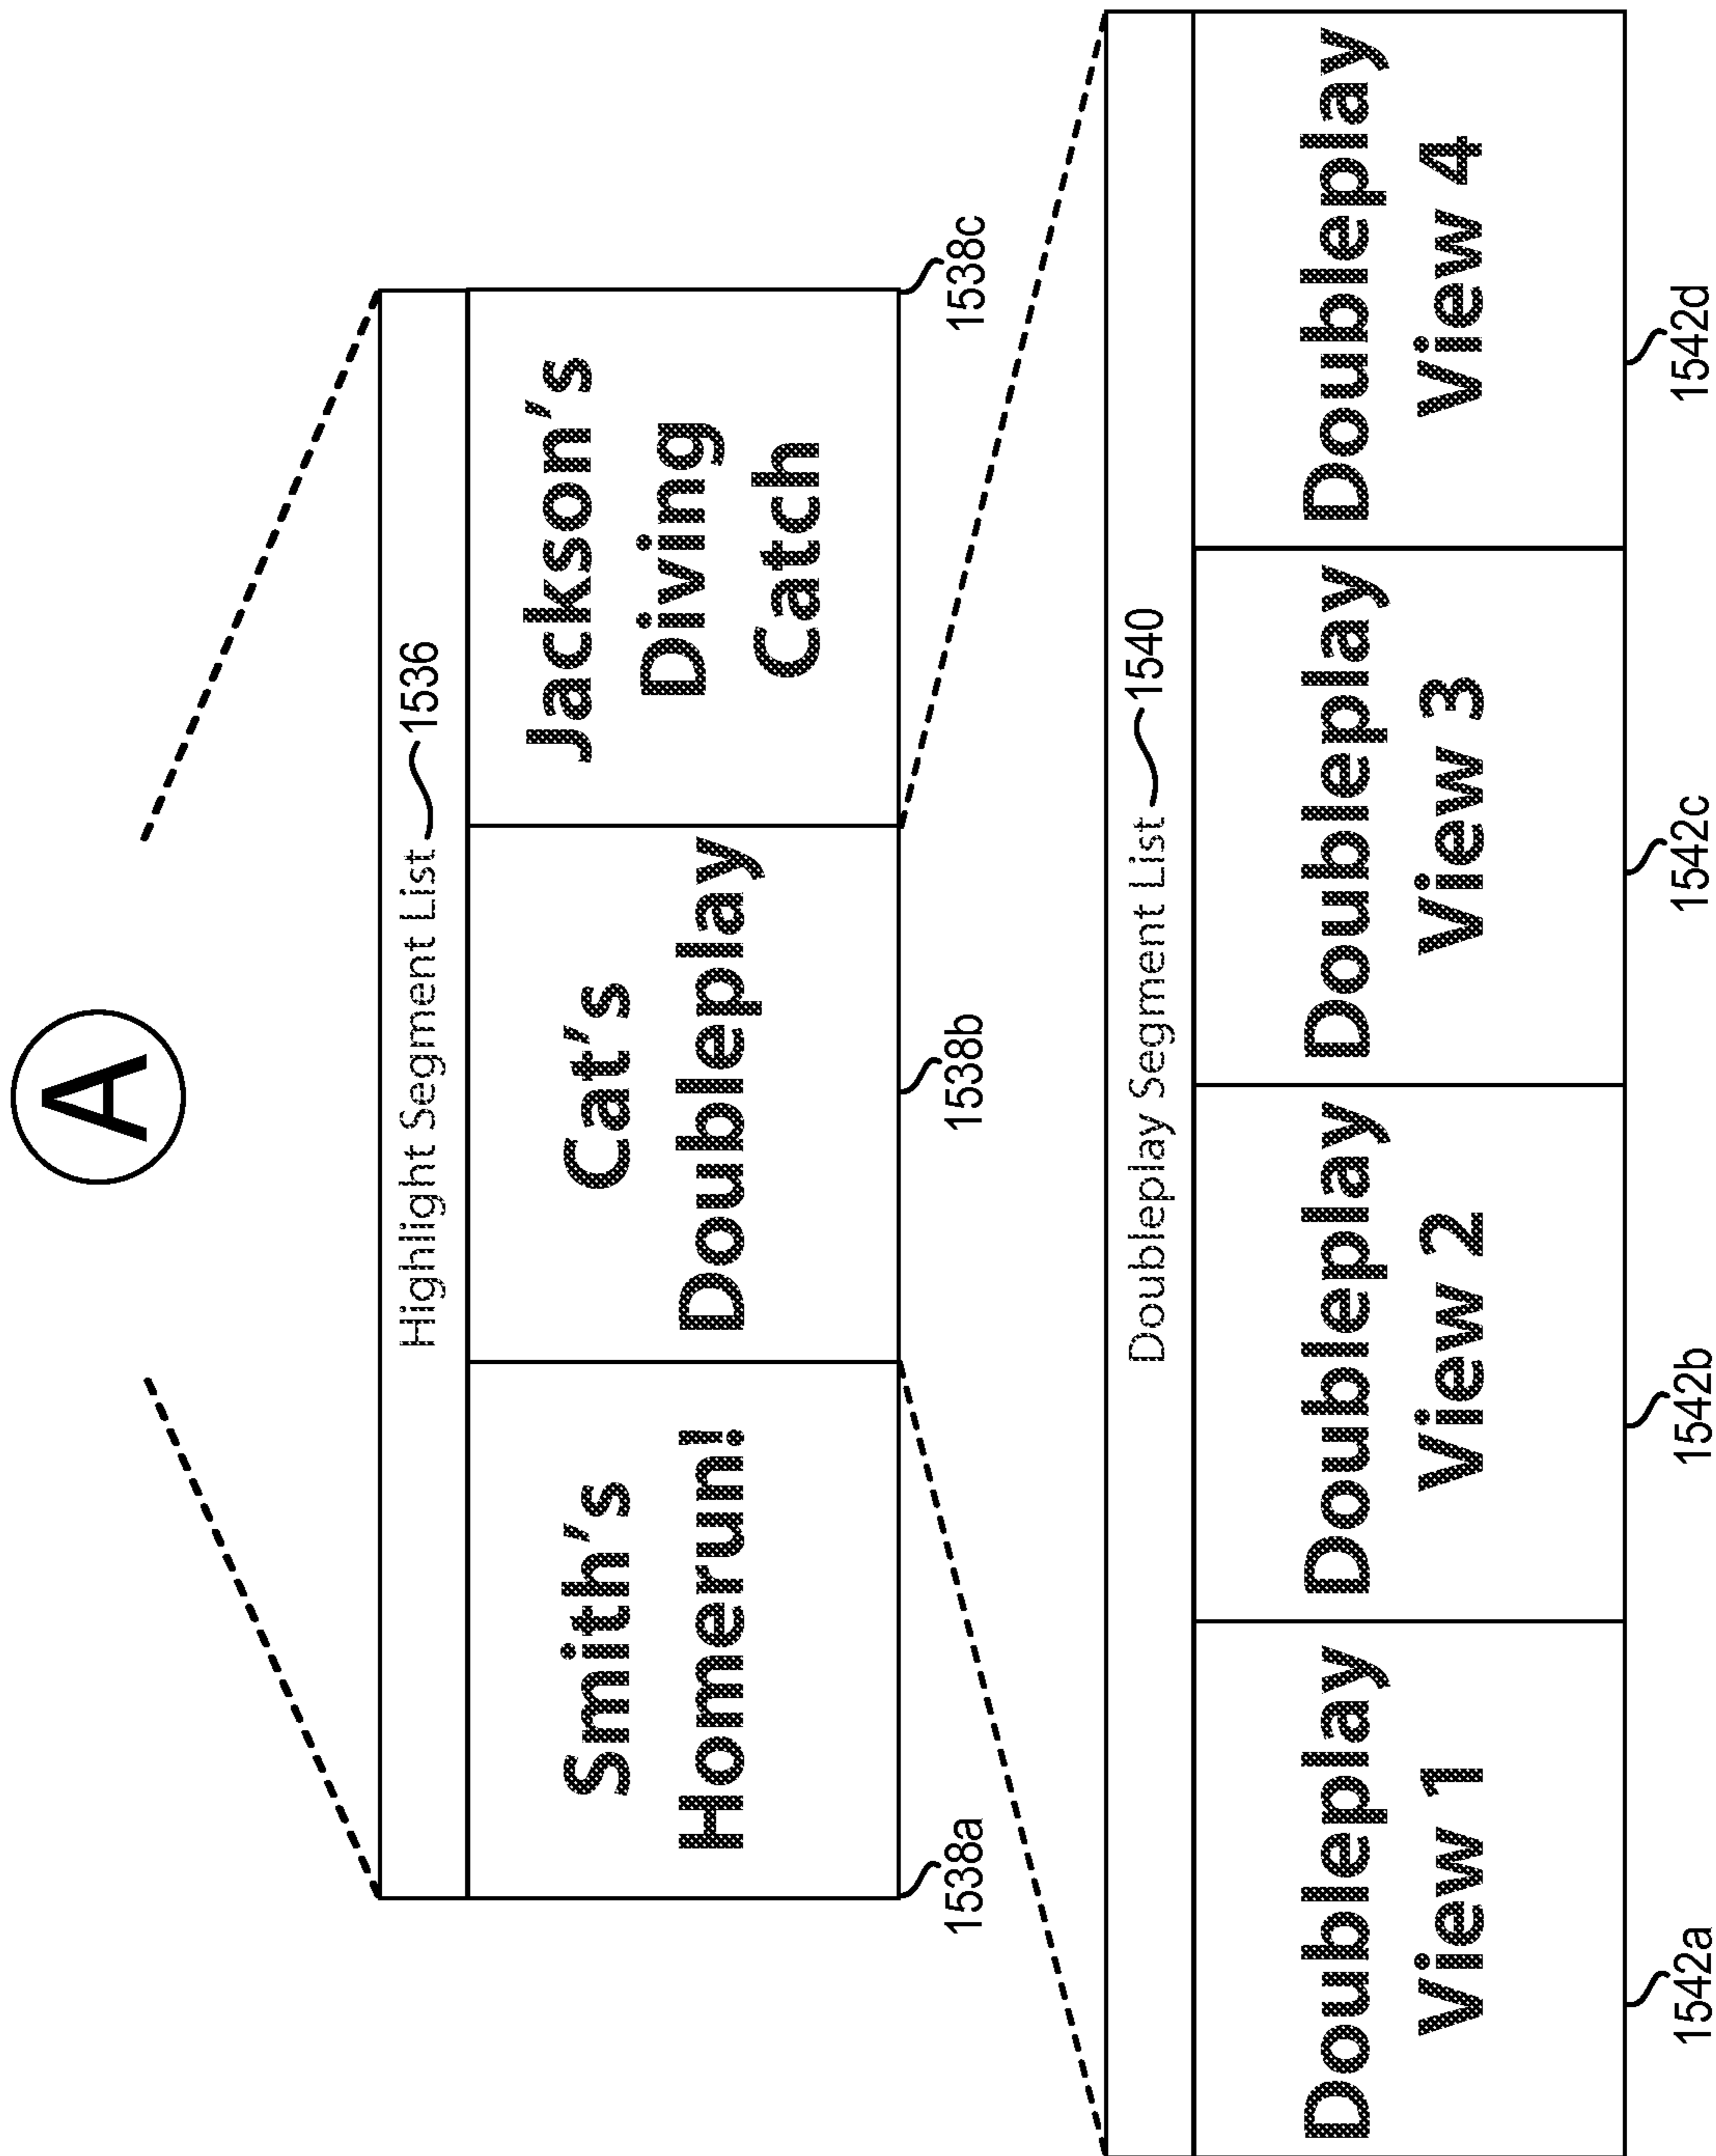 A
Highlight Segment List 1536
Smith's
Homerun!
Cat's
Doubleplay
Jackson's
Diving
Catch
1538a
1538b
1538c
Doubleplay Segment List 1540
Doubleplay
View 1
Doubleplay
View 2
Doubleplay
View 3
Doubleplay
View 4
1542a
1542b
1542c
1542d